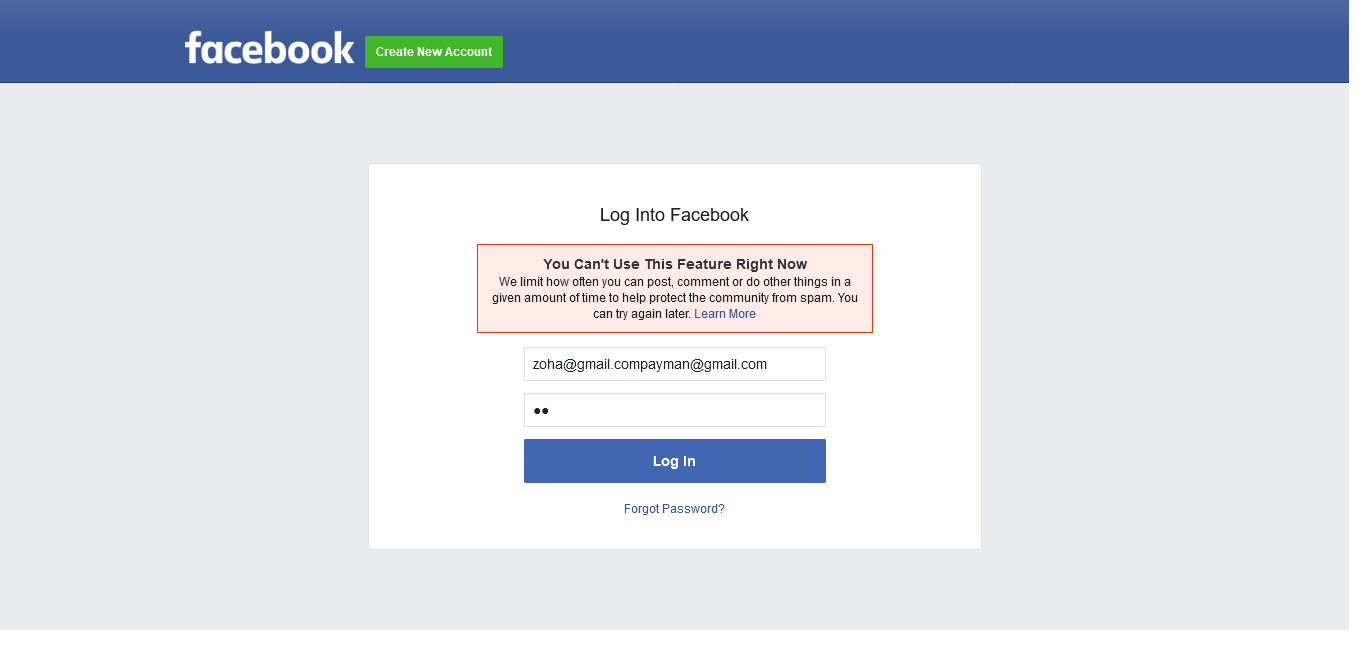 facebook
Create New Account
Log Into Facebook
You Can't Use This Feature Right Now
We limit how often you can post, comment or do other things in a
given amount of time to help protect the community from spam. You
can try again later. Learn More
zoha@gmail.compayman@gmail.com
●●
Log In
Forgot Password?